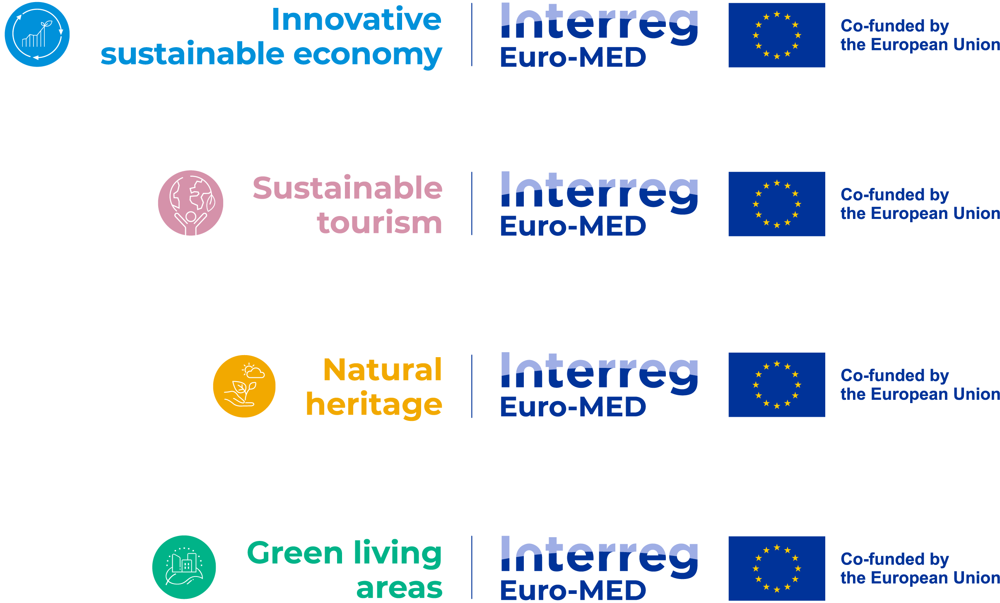 Innovative
sustainable economy
Interreg
Euro-MED
Co-funded by
the European Union
Sustainable
tourism
Interreg
Euro-MED
Co-funded by
the European Union
Natural
heritage
Interreg
Euro-MED
Co-funded by
the European Union
Green living
areas
Interreg
Euro-MED
Co-funded by
the European Union